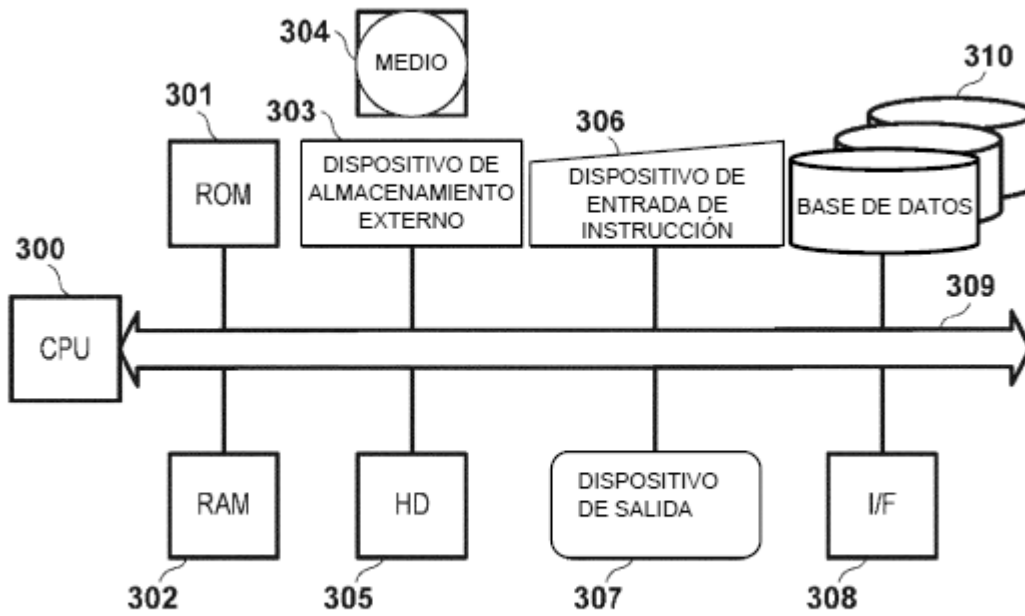 304
MEDIO
310
301
303
306
ROM
DISPOSITIVO DE
ALMACENAMIENTO
EXTERNO
DISPOSITIVO DE
ENTRADA DE
INSTRUCCIÓN
BASE DE DATOS
300
309
CPU
RAM
HD
DISPOSITIVO
DE SALIDA
I/F
302
305
307
308